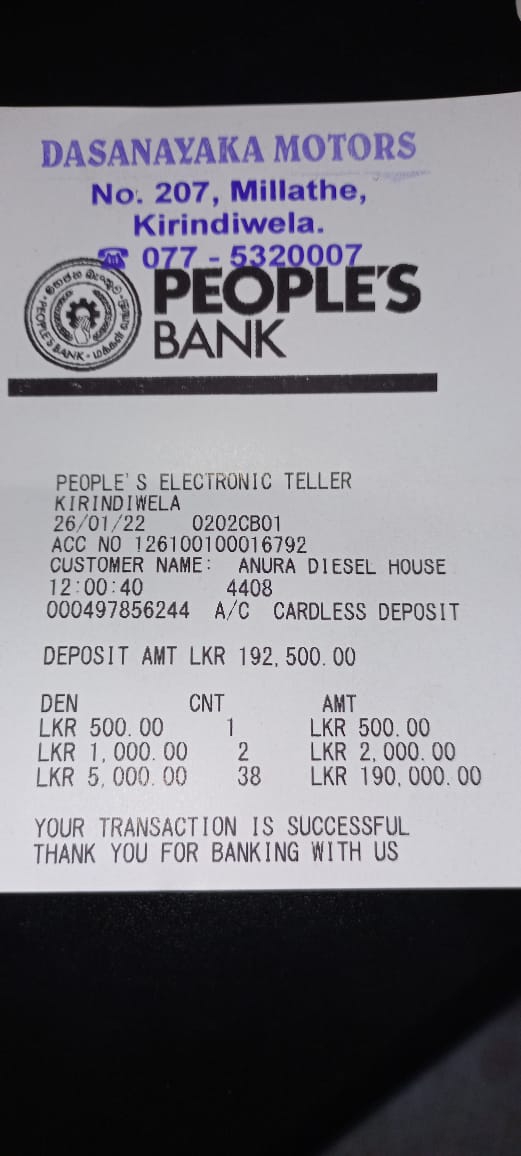 DASANAYAKA MOTORS
No. 207, Millathe,
Kirindiwela.
☎ 077 - 5320007
PEOPLE'S
BANK
PEOPLE'S BANK
PEOPLE'S ELECTRONIC TELLER
KIRINDIWELA
26/01/22 0202CB01
ACC NO 126100100016792
CUSTOMER NAME: ANURA DIESEL HOUSE
12:00:40 4408
000497856244 A/C CARDLESS DEPOSIT
DEPOSIT AMT LKR 192,500.00
DEN CNT AMT
LKR 500.00 1 LKR 500.00
LKR 1,000.00 2 LKR 2,000.00
LKR 5,000.00 38 LKR 190,000.00
YOUR TRANSACTION IS SUCCESSFUL
THANK YOU FOR BANKING WITH US